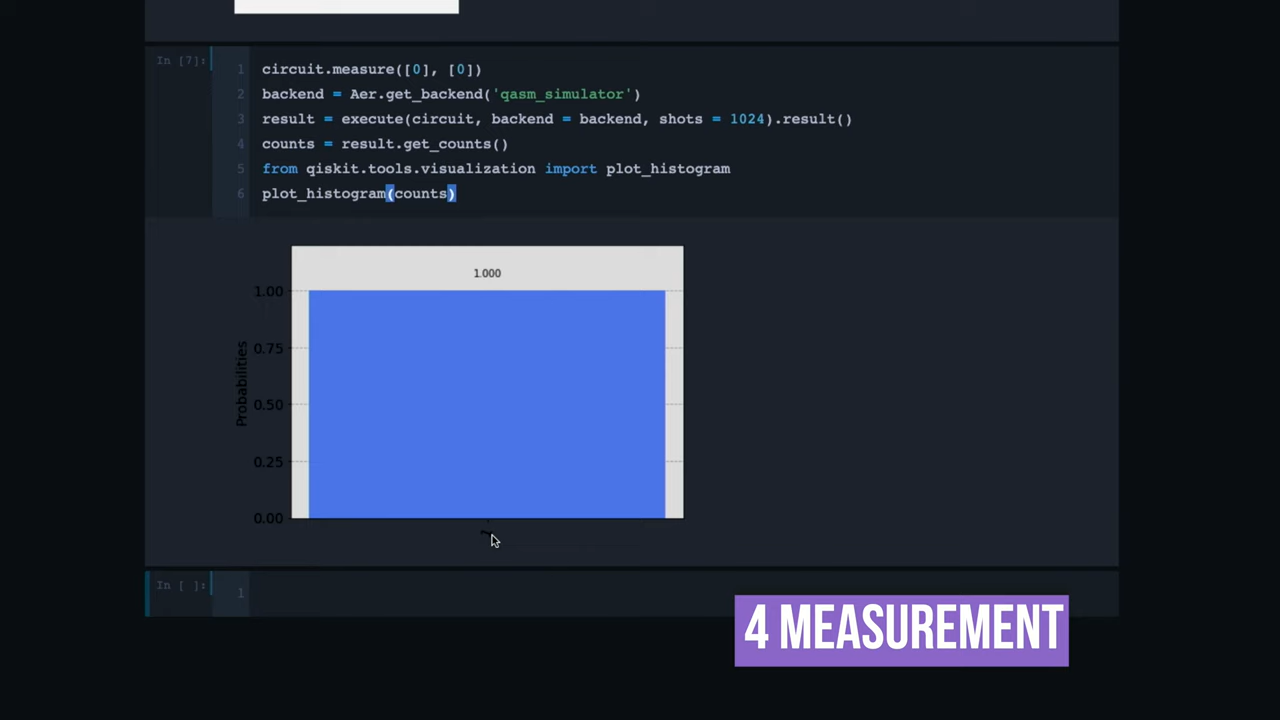 In [7]:
1 circuit.measure([0], [0])
2 backend = Aer.get_backend('qasm_simulator')
3 result = execute(circuit, backend = backend, shots = 1024).result()
4 counts = result.get_counts()
5 from qiskit.tools.visualization import plot_histogram
6 plot_histogram(counts)
1.000
1.00
0.75
Probabilities
0.50
0.25
0.00
In [ ]:
1
4 MEASUREMENT